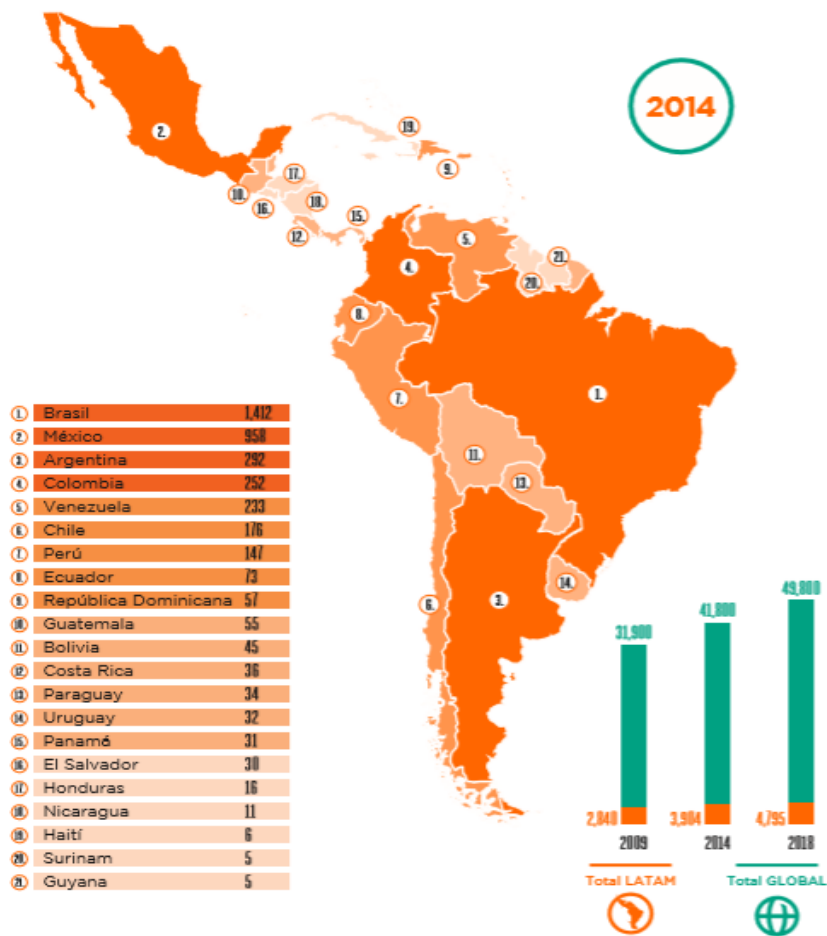 2014
2.
19.
9.
17.
10.
18.
16.
15.
12.
5.
21.
4.
20.
8.
1.
7.
11.
13.
14.
6.
3.
1. Brasil 1,412
2. México 958
3. Argentina 292
4. Colombia 252
5. Venezuela 233
6. Chile 176
7. Perú 147
8. Ecuador 73
9. República Dominicana 57
10. Guatemala 55
11. Bolivia 45
12. Costa Rica 36
13. Paraguay 34
14. Uruguay 32
15. Panamá 31
16. El Salvador 30
17. Honduras 16
18. Nicaragua 11
19. Haití 6
20. Surinam 5
21. Guyana 5
31,900 41,800 49,800
2,840 3,904 4,795
2009 2014 2018
Total LATAM Total GLOBAL